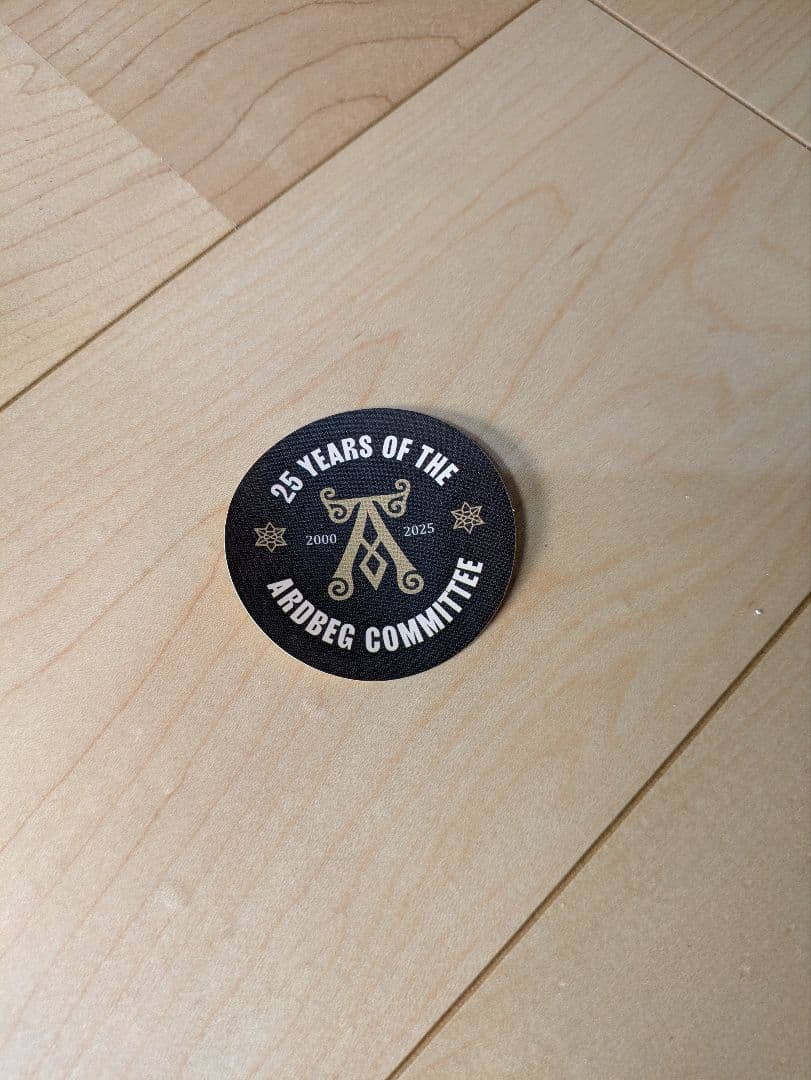 25 YEARS OF THE
2000 2025
ARDBEG COMMITTEE